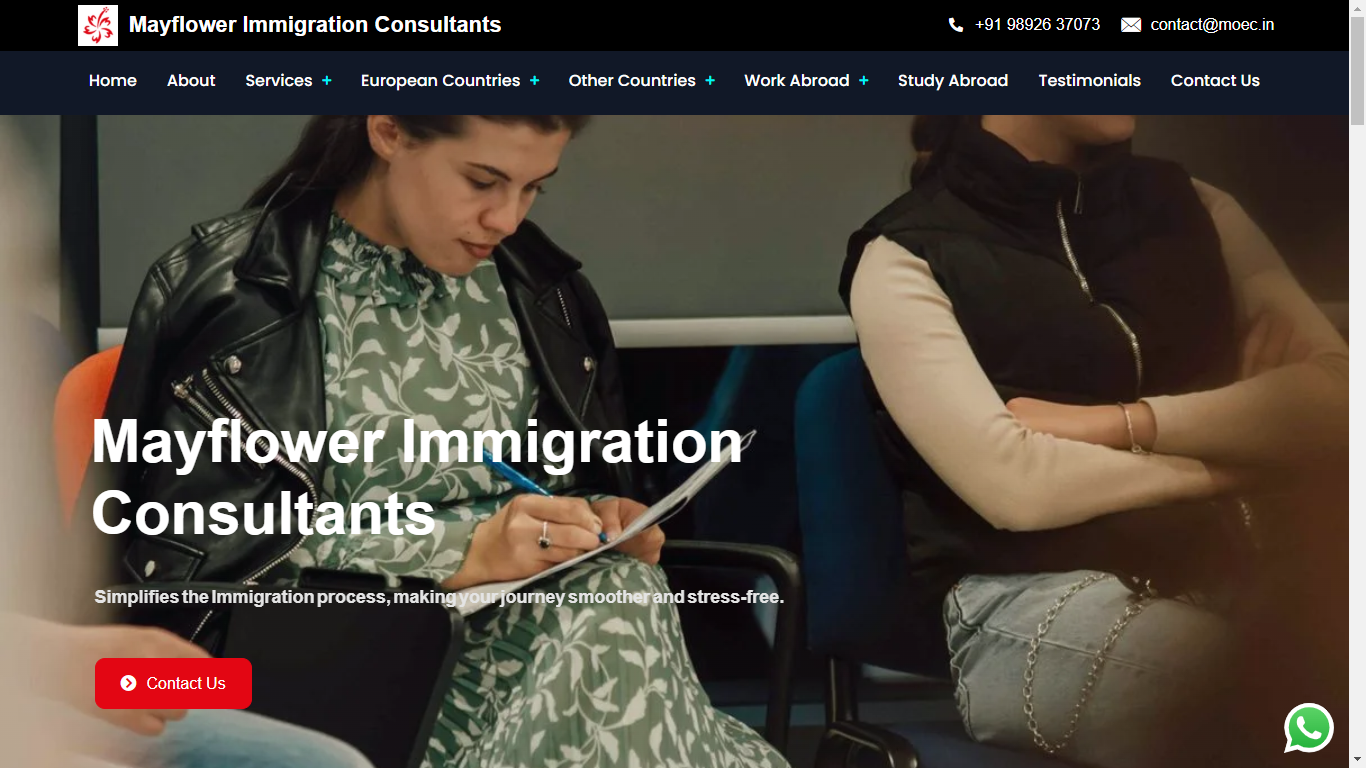 Mayflower Immigration Consultants
+91 98926 37073
contact@moec.in
Home About Services + European Countries + Other Countries + Work Abroad + Study Abroad Testimonials Contact Us
Mayflower Immigration
Consultants
Simplifies the Immigration process, making your journey smoother and stress-free.
Contact Us